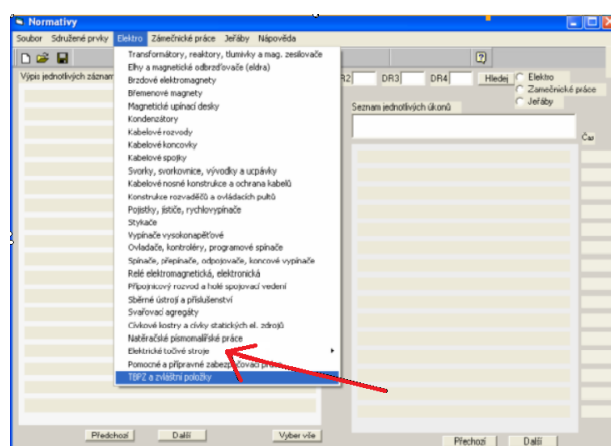 Normativy
Soubor Sdružené prvky Elektro Zámečnické práce Jeřáby Nápověda
Výpis jednotlivých záznam
Transformátory, reaktory, tlumivky a mag. zesilovače
Elhy a magnetické odbrzďovače (eldra)
Brzdové elektromagnety
Břemenové magnety
Magnetické upínací desky
Kondenzátory
Kabelové rozvody
Kabelové koncovky
Kabelové spojky
Svorky, svorkovnice, vývodky a ucpávky
Kabelové nosné konstrukce a ochrana kabelů
Konstrukce rozvaděčů a ovládacích pultů
Pojistky, jističe, rychlovypínače
Stykače
Vypínače vysokonapěťové
Ovladače, kontroléry, programové spínače
Spínače, přepínače, odpojovače, koncové vypínače
Relé elektromagnetická, elektronická
Přípojnicový rozvod a holé spojovací vedení
Sběrné ústrojí a příslušenství
Svařovací agregáty
Cívkové kostry a cívky statických el. zdrojů
Natěračské písmomalířské práce
Elektrické točivé stroje
Pomocné a přípravné zabezpečovací práce
TBPZ a zvláštní položky
R2 DR3 DR4 Hledej
Elektro
Zámečnické práce
Jeřáby
Seznam jednotlivých úkonů
Čas
Předchozí Další Vyber vše
Přechozí Další